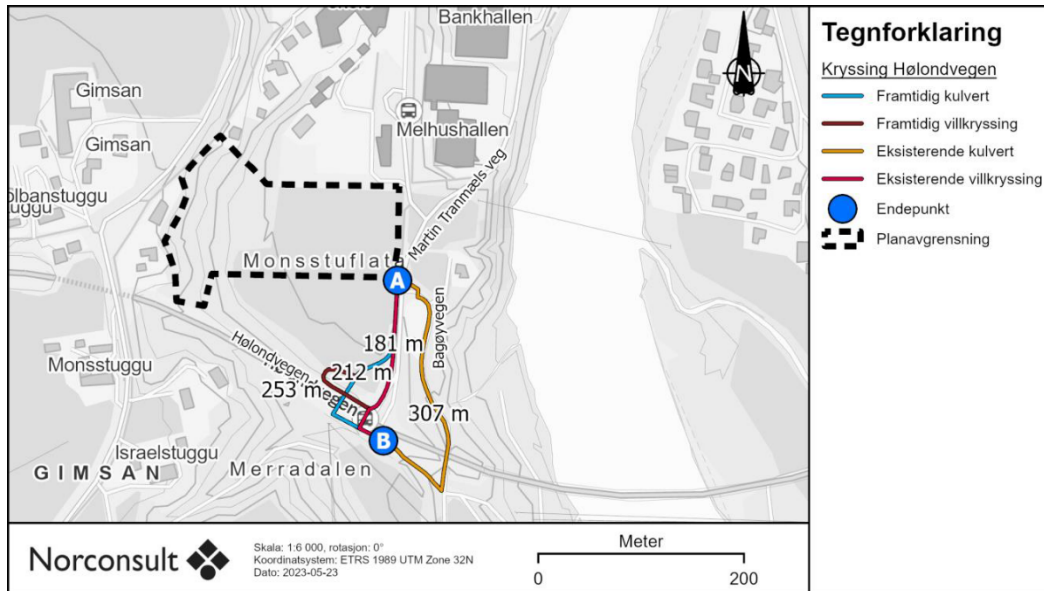 Bankhallen
Gimsan
Melhushallen
Gimsan
Martin Tranmæls veg
Monsstuflata
A
Bagøyvegen
Hølondvegen
181 m
212 m
253 m
307 m
Monsstuggu
B
Israelstuggu
Merradalen
GIMSAN
Tegnforklaring
Kryssing Hølondvegen
N
Framtidig kulvert
Framtidig villkryssing
Eksisterende kulvert
Eksisterende villkryssing
Endepunkt
Planavgrensning
Norconsult
Skala: 1:6 000, rotasjon: 0°
Koordinatsystem: ETRS 1989 UTM Zone 32N
Dato: 2023-05-23
Meter
0 200